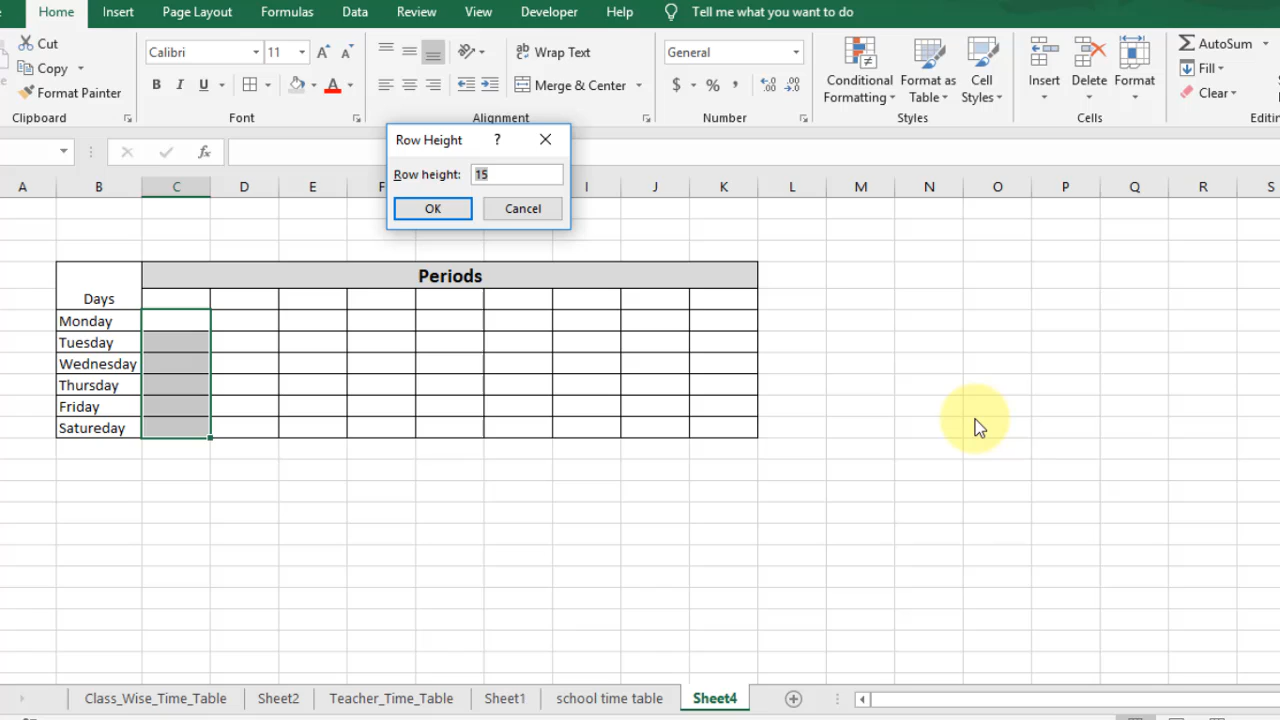 Home Insert Page Layout Formulas Data Review View Developer Help Tell me what you want to do
Cut
Copy
Format Painter
Clipboard
Calibri 11
B I U A
Font
Wrap Text
Merge & Center
Alignment
General
$ % ,
Number
Conditional Formatting
Format as Table
Cell Styles
Styles
Insert Delete Format
Cells
AutoSum
Fill
Clear
Row Height ? ×
Row height: 15
OK Cancel
fx
A B C D E F I J K L M N O P Q R S
Periods
Days
Monday
Tuesday
Wednesday
Thursday
Friday
Satureday
Class_Wise_Time_Table Sheet2 Teacher_Time_Table Sheet1 school time table Sheet4